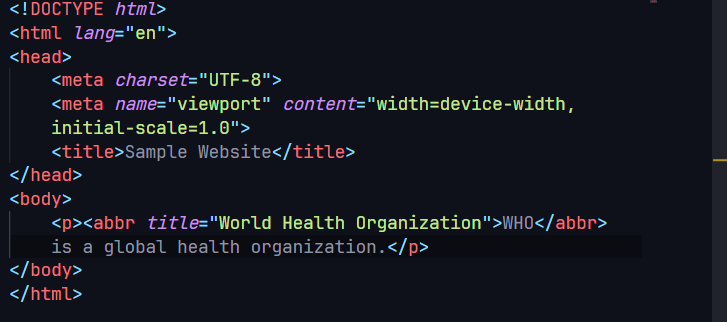 <!DOCTYPE html>
<html lang="en">
<head>
    <meta charset="UTF-8">
    <meta name="viewport" content="width=device-width,
    initial-scale=1.0">
    <title>Sample Website</title>
</head>
<body>
    <p><abbr title="World Health Organization">WHO</abbr>
    is a global health organization.</p>
</body>
</html>